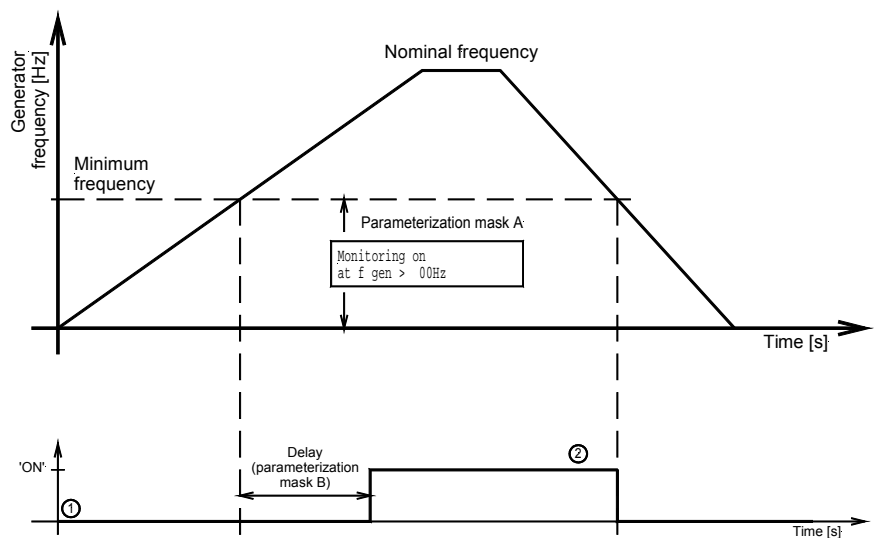 Generator
frequency [Hz]
Nominal frequency
Minimum
frequency
Parameterization mask A
Monitoring on
at f gen >  00Hz
Time [s]
'ON'
1
Delay
(parameterization
mask B)
2
Time [s]